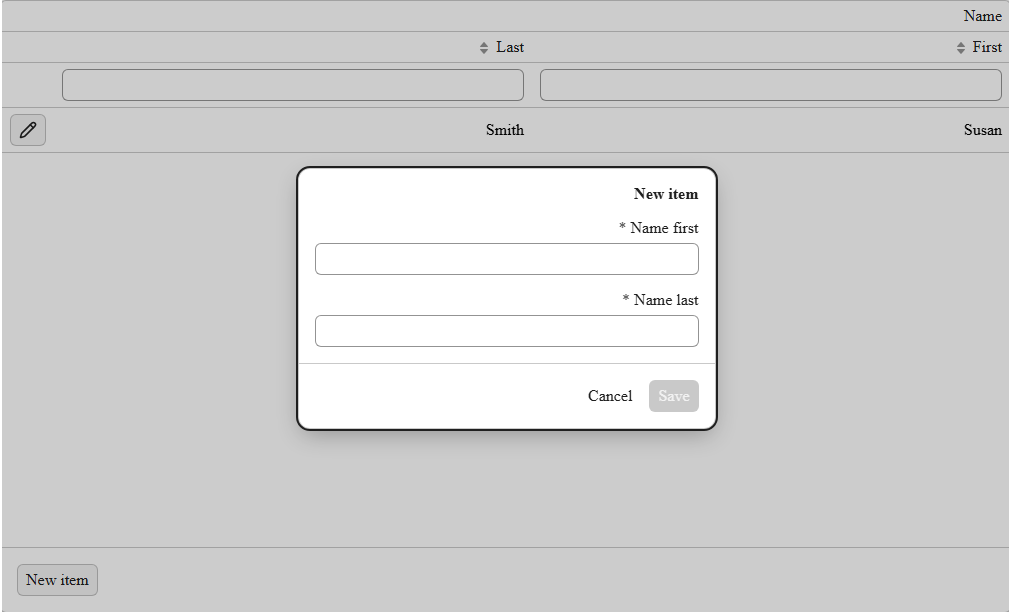 Name
Last First
Smith Susan
New item
* Name first
* Name last
Cancel Save
New item